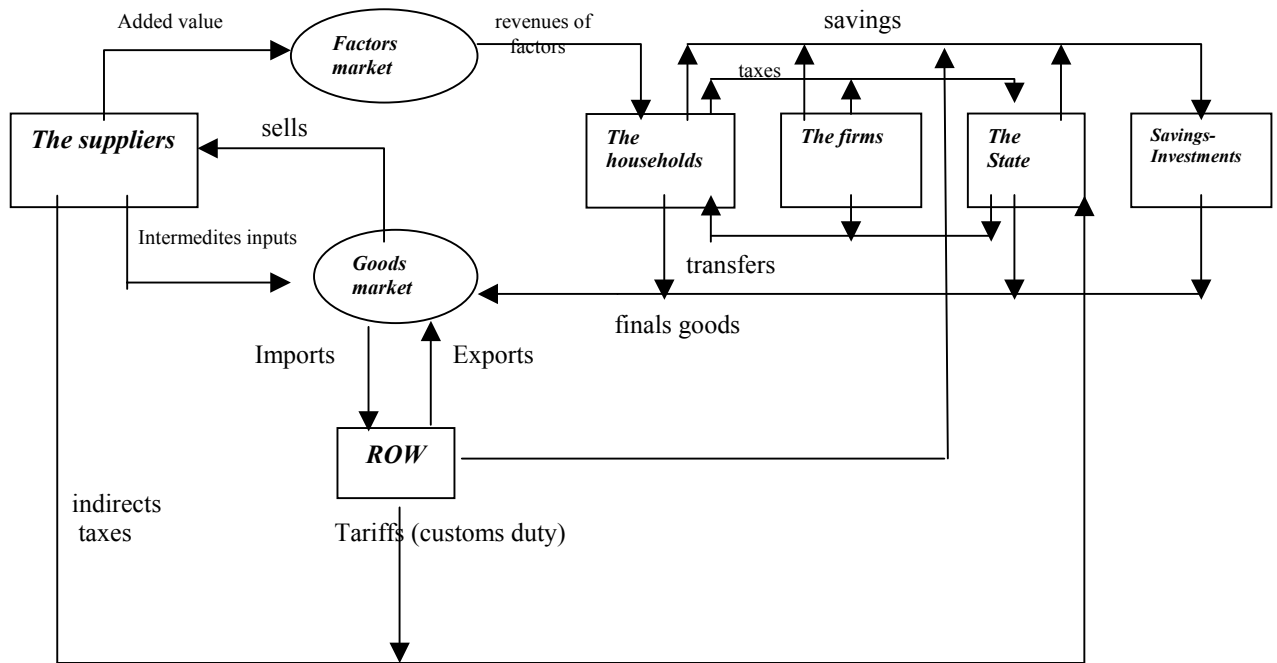 Added value
Factors
market
revenues of
factors
savings
taxes
The suppliers
sells
The
households
The firms
The
State
Savings-
Investments
Intermedites inputs
Goods
market
transfers
finals goods
Imports
Exports
ROW
indirects
taxes
Tariffs (customs duty)